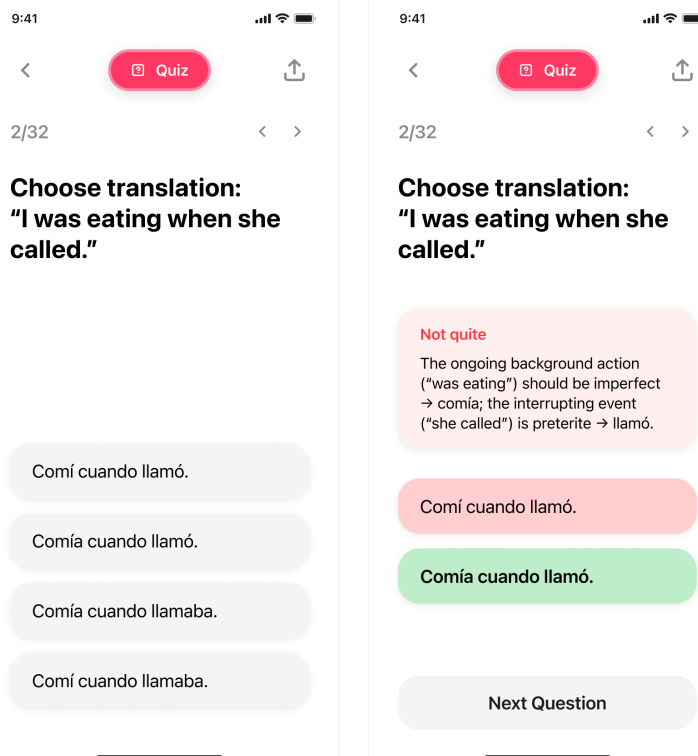 9:41
Quiz
2/32
Choose translation:
“I was eating when she
called.”
Comí cuando llamó.
Comía cuando llamó.
Comía cuando llamaba.
Comí cuando llamaba.
9:41
Quiz
2/32
Choose translation:
“I was eating when she
called.”
Not quite
The ongoing background action
(“was eating”) should be imperfect
→ comía; the interrupting event
(“she called”) is preterite → llamó.
Comí cuando llamó.
Comía cuando llamó.
Next Question